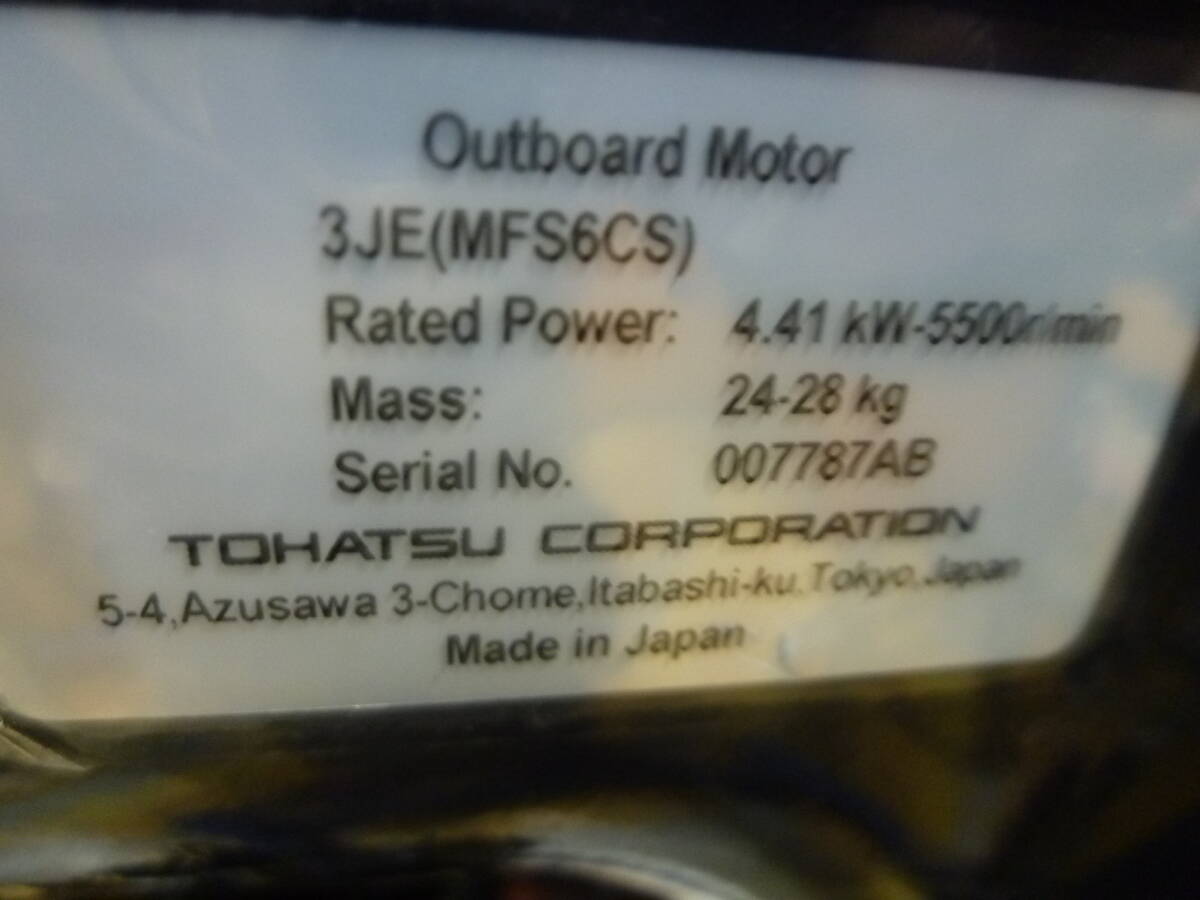 Outboard Motor
3JE(MFS6CS)
Rated Power: 4.41 kW-5500r/min
Mass: 24-28 kg
Serial No. 007787AB
TOHATSU CORPORATION
5-4,Azusawa 3-Chome,Itabashi-ku,Tokyo,Japan
Made in Japan